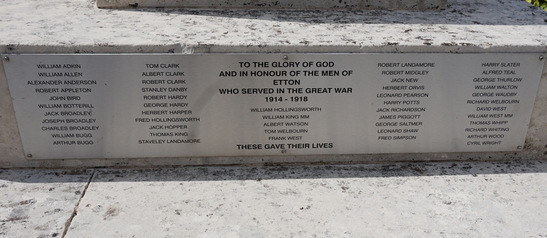 WILLIAM ADKIN
WILLIAM ALLEN
ALEXANDER ANDERSON
ROBERT APPLETON
JOHN BIRD
WILLIAM BOTTERILL
JACK BROADLEY
JOSEPH BROADLEY
CHARLES BROADLEY
WILLIAM BUGG
ARTHUR BUGG
TOM CLARK
ALBERT CLARK
ROBERT CLARK
STANLEY DANBY
ROBERT HARDY
GEORGE HARDY
HERBERT HARPER
FRED HOLLINGSWORTH
JACK HOPPER
THOMAS KING
STAVELEY LANDAMORE
TO THE GLORY OF GOD
AND IN HONOUR OF THE MEN OF
ETTON
WHO SERVED IN THE GREAT WAR
1914 - 1918
WILLIAM HOLLINGSWORTH
WILLIAM KING MM
ALBERT WATSON
TOM WELBOURN
FRANK WEST
THESE GAVE THEIR LIVES
ROBERT LANDAMORE
ROBERT MIDGLEY
JACK NEW
HERBERT ORVIS
LEONARD PEARSON
HARRY POTTS
JACK RICHARDSON
JAMES PIGGOTT
GEORGE SALTMER
LEONARD SHAW
FRED SIMPSON
HARRY SLATER
ALFRED TEAL
GEORGE THURLOW
WILLIAM WALTON
GEORGE WAUDBY
RICHARD WELBOURN
DAVID WEST
WILLIAM WEST MM
THOMAS WHIPP
RICHARD WHITING
ARTHUR WOOD
CYRIL WRIGHT